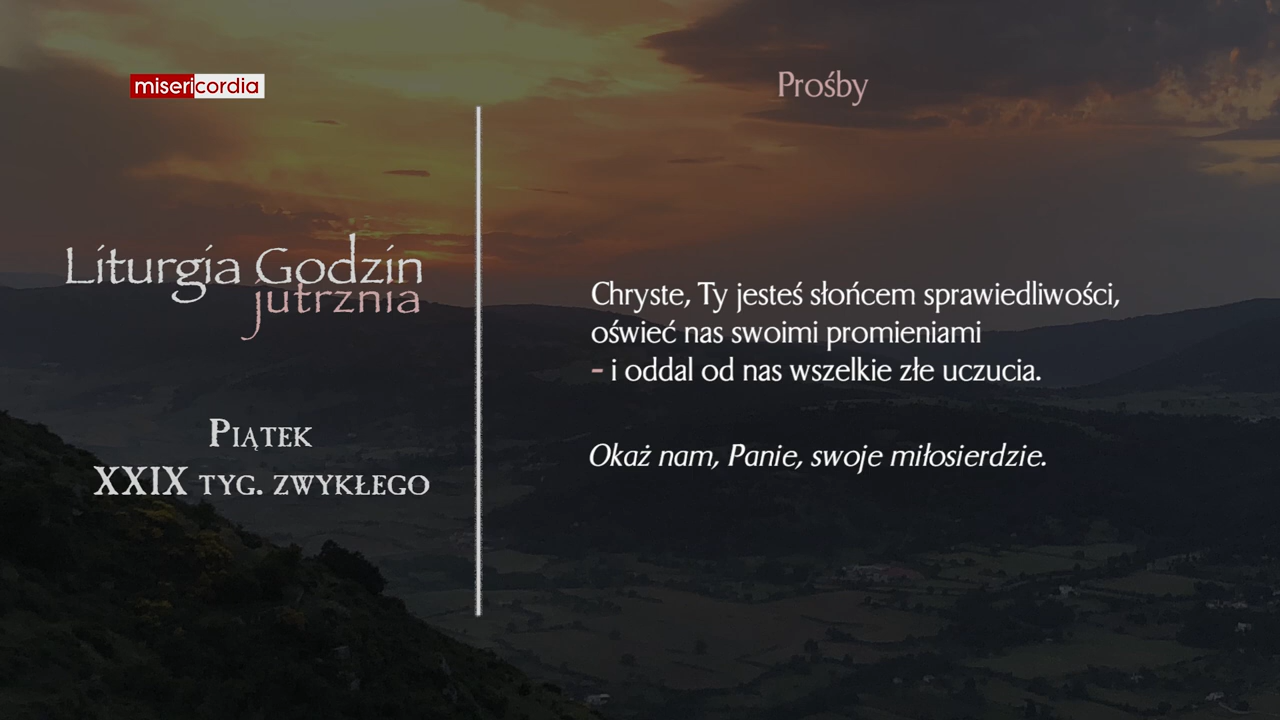 misericordia
Liturgia Godzin
jutrznia
Piątek
XXIX tyg. zwykłego
Prośby
Chryste, Ty jesteś słońcem sprawiedliwości,
oświeć nas swoimi promieniami
- i oddal od nas wszelkie złe uczucia.
Okaż nam, Panie, swoje miłosierdzie.